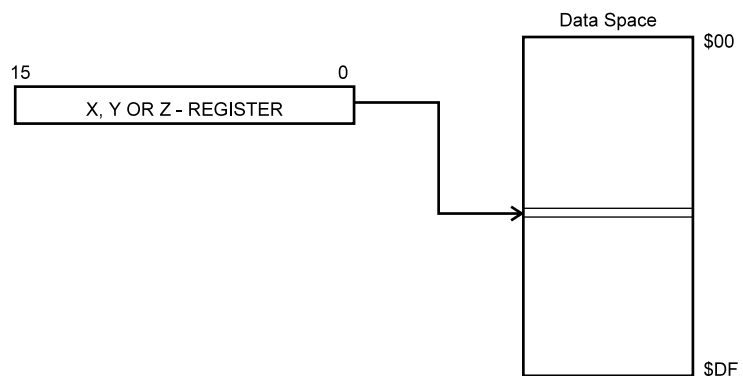 Data Space
$00
15 0
X, Y OR Z - REGISTER
$DF